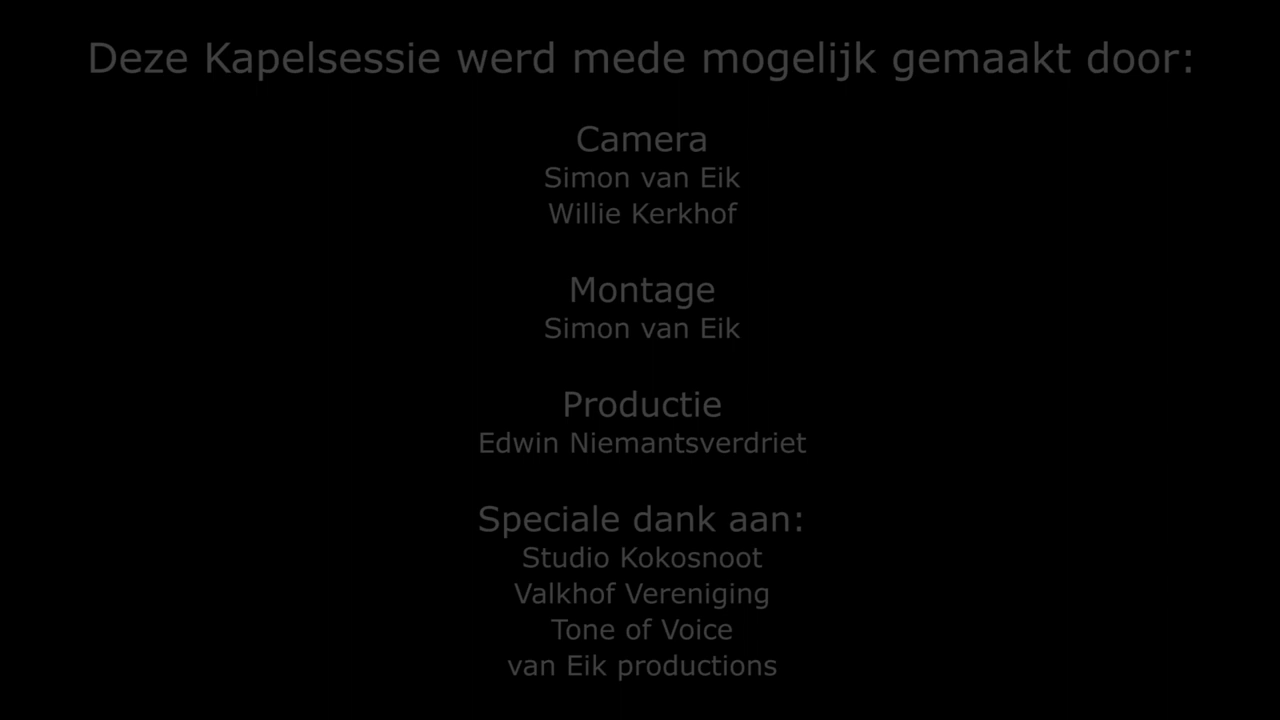 Deze Kapelsessie werd mede mogelijk gemaakt door:
Camera
Simon van Eik
Willie Kerkhof
Montage
Simon van Eik
Productie
Edwin Niemantsverdriet
Speciale dank aan:
Studio Kokosnoot
Valkhof Vereniging
Tone of Voice
van Eik productions